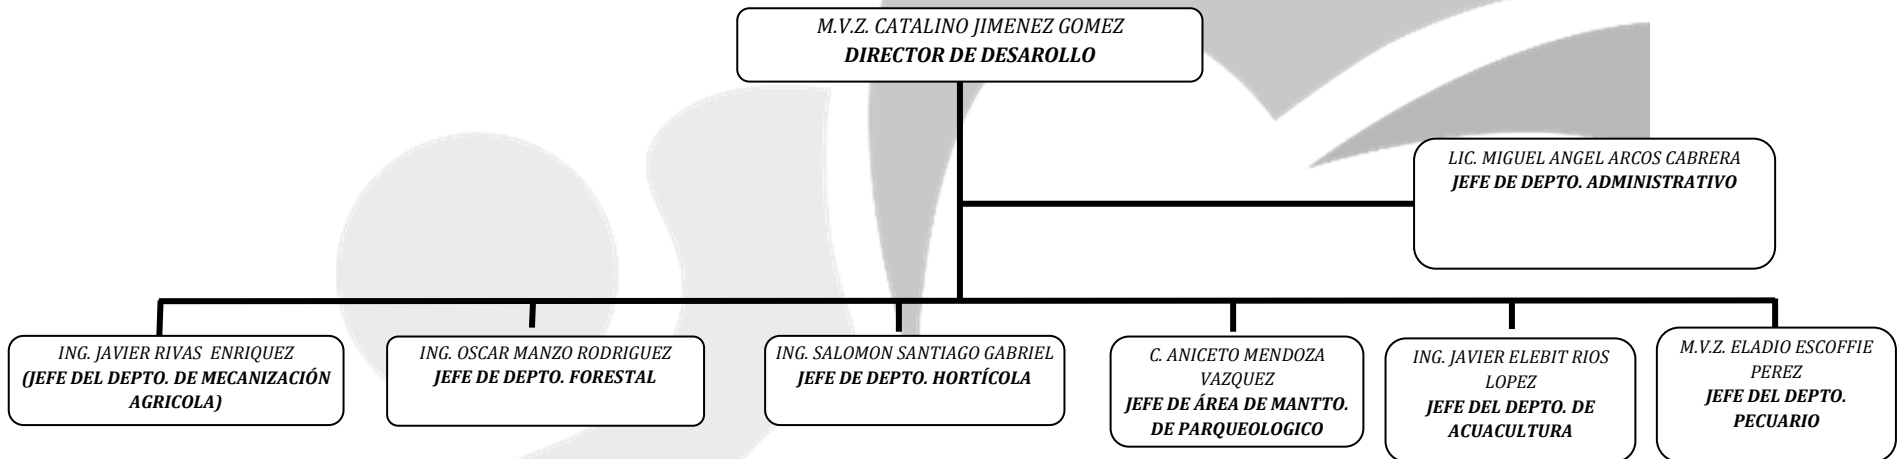 M.V.Z. CATALINO JIMENEZ GOMEZ
DIRECTOR DE DESAROLLO
LIC. MIGUEL ANGEL ARCOS CABRERA
JEFE DE DEPTO. ADMINISTRATIVO
ING. JAVIER RIVAS ENRIQUEZ
(JEFE DEL DEPTO. DE MECANIZACIÓN
AGRICOLA)
ING. OSCAR MANZO RODRIGUEZ
JEFE DE DEPTO. FORESTAL
ING. SALOMON SANTIAGO GABRIEL
JEFE DE DEPTO. HORTÍCOLA
C. ANICETO MENDOZA
VAZQUEZ
JEFE DE ÁREA DE MANTTO.
DE PARQUEOLOGICO
ING. JAVIER ELEBIT RIOS
LOPEZ
JEFE DEL DEPTO. DE
ACUACULTURA
M.V.Z. ELADIO ESCOFFIE
PEREZ
JEFE DEL DEPTO.
PECUARIO